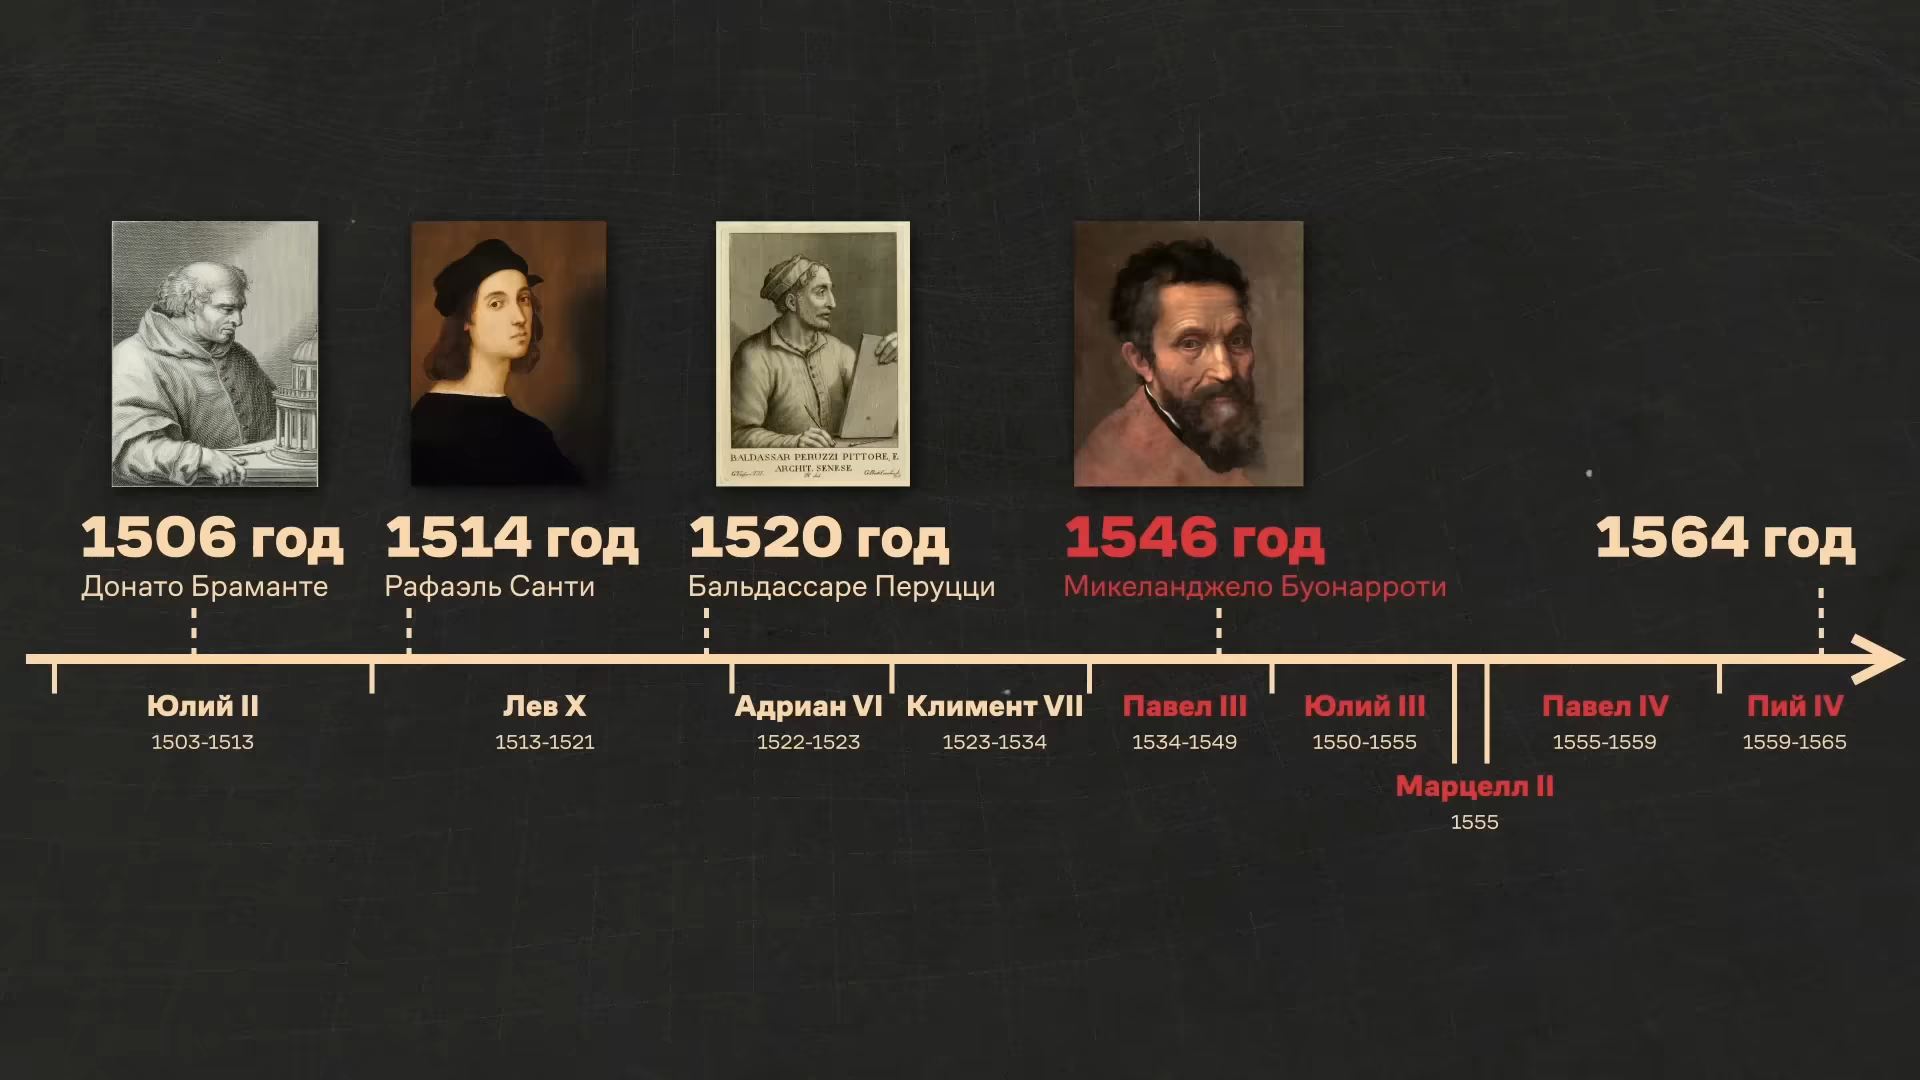 BALDASSAR PERUZZI PITTORE, E
ARCHIT. SENESE
1506 год
Донато Браманте
1514 год
Рафаэль Санти
1520 год
Бальдассаре Перуцци
1546 год
Микеланджело Буонарроти
1564 год
Юлий II
1503-1513
Лев X
1513-1521
Адриан VI
1522-1523
Климент VII
1523-1534
Павел III
1534-1549
Юлий III
1550-1555
Марцелл II
1555
Павел IV
1555-1559
Пий IV
1559-1565